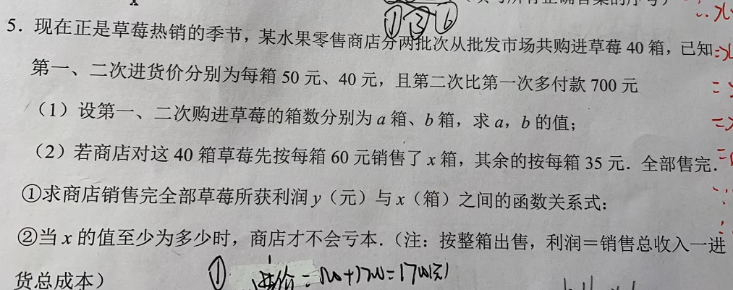 ①③⑥
5．现在正是草莓热销的季节，某水果零售商店分两批次从批发市场共购进草莓 40 箱，已知
第一、二次进货价分别为每箱 50 元、40 元，且第二次比第一次多付款 700 元
（1）设第一、二次购进草莓的箱数分别为 a 箱、b 箱，求 a，b 的值；
（2）若商店对这 40 箱草莓先按每箱 60 元销售了 x 箱，其余的按每箱 35 元．全部售完．
①求商店销售完全部草莓所获利润 y（元）与 x（箱）之间的函数关系式：
②当 x 的值至少为多少时，商店才不会亏本．（注：按整箱出售，利润＝销售总收入一进
货总成本）
①